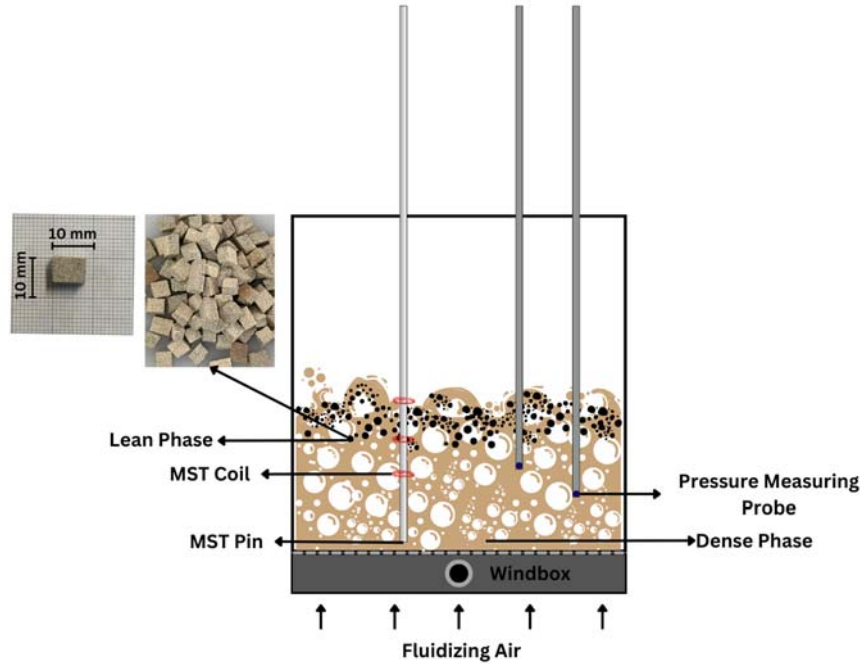 10 mm
10 mm
Lean Phase
MST Coil
MST Pin
Pressure Measuring
Probe
Dense Phase
Windbox
Fluidizing Air